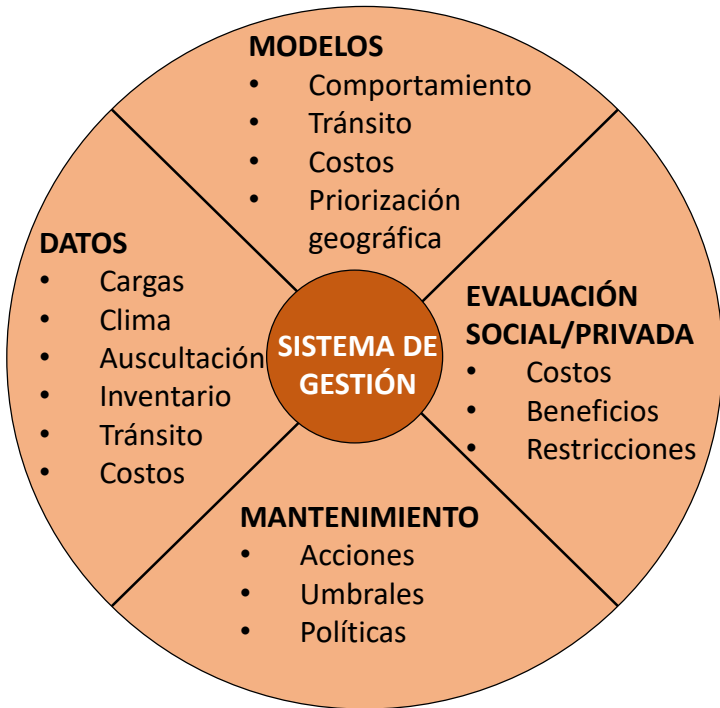 MODELOS
• Comportamiento
• Tránsito
• Costos
• Priorización
geográfica
DATOS
• Cargas
• Clima
• Auscultación
• Inventario
• Tránsito
• Costos
SISTEMA DE
GESTIÓN
EVALUACIÓN
SOCIAL/PRIVADA
• Costos
• Beneficios
• Restricciones
MANTENIMIENTO
• Acciones
• Umbrales
• Políticas